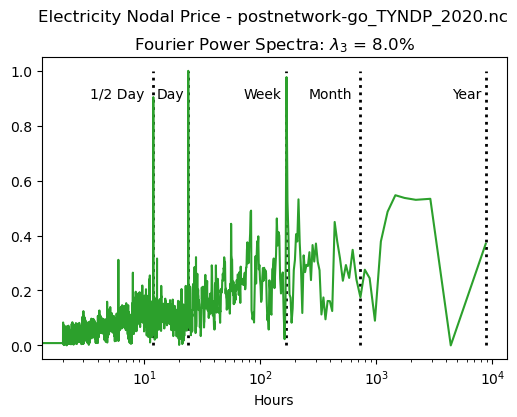 Electricity Nodal Price - postnetwork-go_TYNDP_2020.nc
Fourier Power Spectra: λ₃ = 8.0%
1.0
1/2 Day Day Week Month Year
0.8
0.6
0.4
0.2
0.0
10¹ 10² 10³ 10⁴
Hours